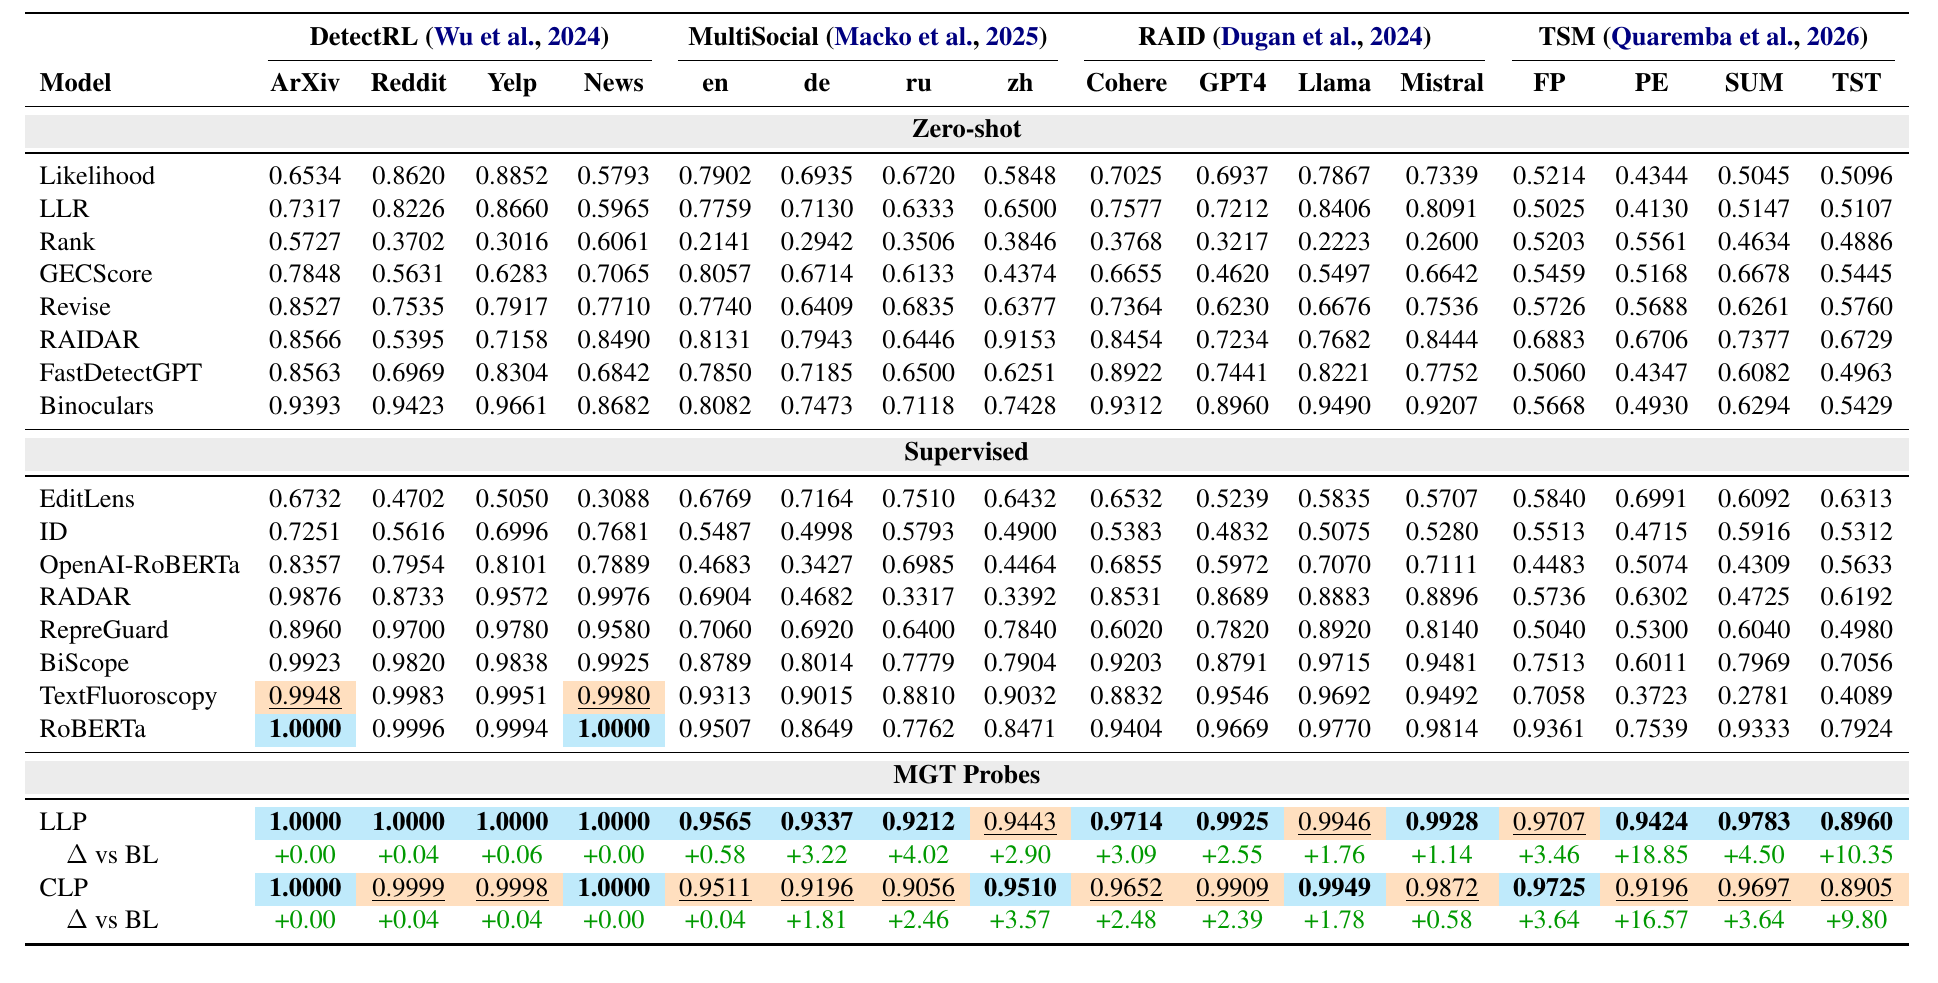 DetectRL (Wu et al., 2024) MultiSocial (Macko et al., 2025) RAID (Dugan et al., 2024) TSM (Quaremba et al., 2026)
Model ArXiv Reddit Yelp News en de ru zh Cohere GPT4 Llama Mistral FP PE SUM TST
Zero-shot
Likelihood 0.6534 0.8620 0.8852 0.5793 0.7902 0.6935 0.6720 0.5848 0.7025 0.6937 0.7867 0.7339 0.5214 0.4344 0.5045 0.5096
LLR 0.7317 0.8226 0.8660 0.5965 0.7759 0.7130 0.6333 0.6500 0.7577 0.7212 0.8406 0.8091 0.5025 0.4130 0.5147 0.5107
Rank 0.5727 0.3702 0.3016 0.6061 0.2141 0.2942 0.3506 0.3846 0.3768 0.3217 0.2223 0.2600 0.5203 0.5561 0.4634 0.4886
GECScore 0.7848 0.5631 0.6283 0.7065 0.8057 0.6714 0.6133 0.4374 0.6655 0.4620 0.5497 0.6642 0.5459 0.5168 0.6678 0.5445
Revise 0.8527 0.7535 0.7917 0.7710 0.7740 0.6409 0.6835 0.6377 0.7364 0.6230 0.6676 0.7536 0.5726 0.5688 0.6261 0.5760
RAIDAR 0.8566 0.5395 0.7158 0.8490 0.8131 0.7943 0.6446 0.9153 0.8454 0.7234 0.7682 0.8444 0.6883 0.6706 0.7377 0.6729
FastDetectGPT 0.8563 0.6969 0.8304 0.6842 0.7850 0.7185 0.6500 0.6251 0.8922 0.7441 0.8221 0.7752 0.5060 0.4347 0.6082 0.4963
Binoculars 0.9393 0.9423 0.9661 0.8682 0.8082 0.7473 0.7118 0.7428 0.9312 0.8960 0.9490 0.9207 0.5668 0.4930 0.6294 0.5429
Supervised
EditLens 0.6732 0.4702 0.5050 0.3088 0.6769 0.7164 0.7510 0.6432 0.6532 0.5239 0.5835 0.5707 0.5840 0.6991 0.6092 0.6313
ID 0.7251 0.5616 0.6996 0.7681 0.5487 0.4998 0.5793 0.4900 0.5383 0.4832 0.5075 0.5280 0.5513 0.4715 0.5916 0.5312
OpenAI-RoBERTa 0.8357 0.7954 0.8101 0.7889 0.4683 0.3427 0.6985 0.4464 0.6855 0.5972 0.7070 0.7111 0.4483 0.5074 0.4309 0.5633
RADAR 0.9876 0.8733 0.9572 0.9976 0.6904 0.4682 0.3317 0.3392 0.8531 0.8689 0.8883 0.8896 0.5736 0.6302 0.4725 0.6192
RepreGuard 0.8960 0.9700 0.9780 0.9580 0.7060 0.6920 0.6400 0.7840 0.6020 0.7820 0.8920 0.8140 0.5040 0.5300 0.6040 0.4980
BiScope 0.9923 0.9820 0.9838 0.9925 0.8789 0.8014 0.7779 0.7904 0.9203 0.8791 0.9715 0.9481 0.7513 0.6011 0.7969 0.7056
TextFluoroscopy 0.9948 0.9983 0.9951 0.9980 0.9313 0.9015 0.8810 0.9032 0.8832 0.9546 0.9692 0.9492 0.7058 0.3723 0.2781 0.4089
RoBERTa 1.0000 0.9996 0.9994 1.0000 0.9507 0.8649 0.7762 0.8471 0.9404 0.9669 0.9770 0.9814 0.9361 0.7539 0.9333 0.7924
MGT Probes
LLP 1.0000 1.0000 1.0000 1.0000 0.9565 0.9337 0.9212 0.9443 0.9714 0.9925 0.9946 0.9928 0.9707 0.9424 0.9783 0.8960
Δ vs BL +0.00 +0.04 +0.06 +0.00 +0.58 +3.22 +4.02 +2.90 +3.09 +2.55 +1.76 +1.14 +3.46 +18.85 +4.50 +10.35
CLP 1.0000 0.9999 0.9998 1.0000 0.9511 0.9196 0.9056 0.9510 0.9652 0.9909 0.9949 0.9872 0.9725 0.9196 0.9697 0.8905
Δ vs BL +0.00 +0.04 +0.04 +0.00 +0.04 +1.81 +2.46 +3.57 +2.48 +2.39 +1.78 +0.58 +3.64 +16.57 +3.64 +9.80